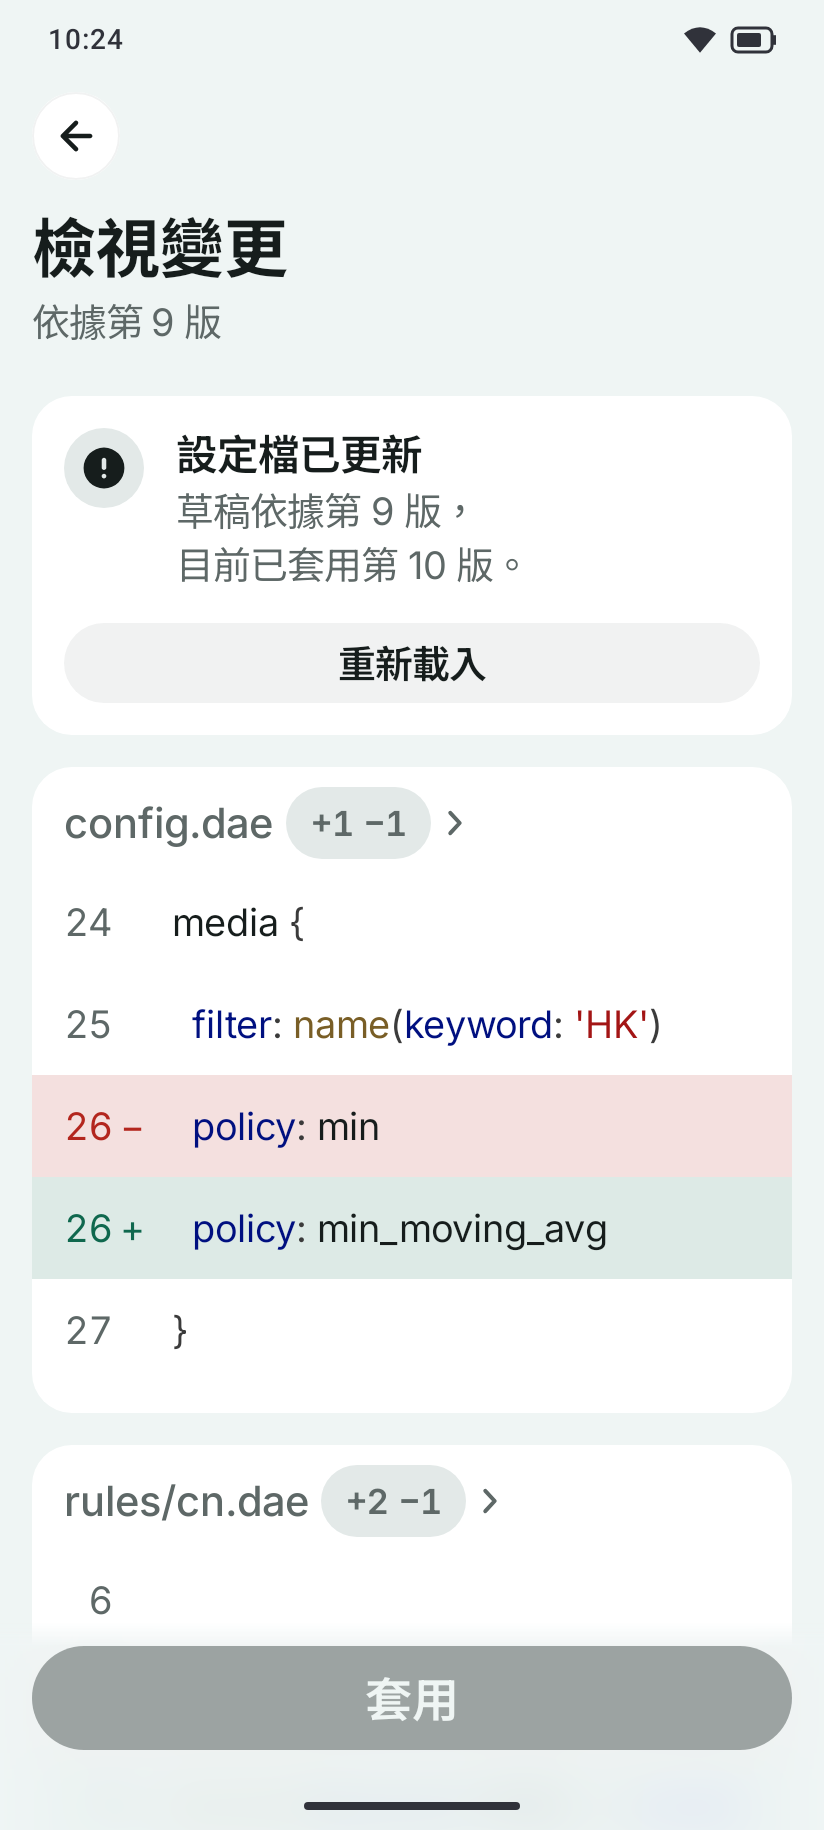 10:24
檢視變更
依據第 9 版
設定檔已更新
草稿依據第 9 版，
目前已套用第 10 版。
重新載入
config.dae +1 −1
24 media {
25 filter: name(keyword: 'HK')
26 − policy: min
26 + policy: min_moving_avg
27 }
rules/cn.dae +2 −1
6
套用